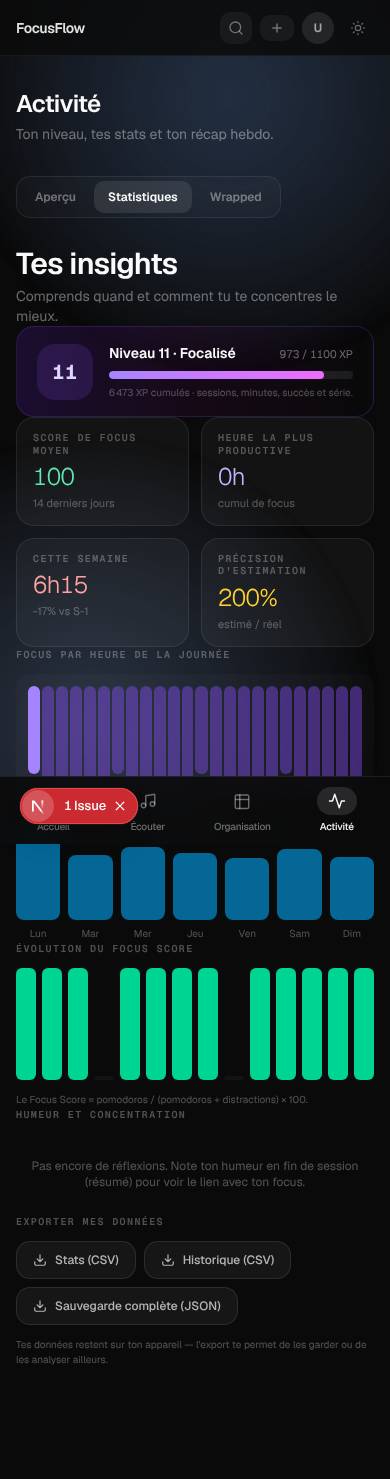 FocusFlow
U
Activité
Ton niveau, tes stats et ton récap hebdo.
Aperçu
Statistiques
Wrapped
Tes insights
Comprends quand et comment tu te concentres le
mieux.
11
Niveau 11 · Focalisé
973 / 1100 XP
6 473 XP cumulés · sessions, minutes, succès et série.
SCORE DE FOCUS
MOYEN
100
14 derniers jours
HEURE LA PLUS
PRODUCTIVE
0h
cumul de focus
CETTE SEMAINE
6h15
-17% vs S-1
PRÉCISION
D'ESTIMATION
200%
estimé / réel
FOCUS PAR HEURE DE LA JOURNÉE
N
1 Issue
Accueil
Écouter
Organisation
Activité
Lun
Mar
Mer
Jeu
Ven
Sam
Dim
ÉVOLUTION DU FOCUS SCORE
Le Focus Score = pomodoros / (pomodoros + distractions) × 100.
HUMEUR ET CONCENTRATION
Pas encore de réflexions. Note ton humeur en fin de session
(résumé) pour voir le lien avec ton focus.
EXPORTER MES DONNÉES
Stats (CSV)
Historique (CSV)
Sauvegarde complète (JSON)
Tes données restent sur ton appareil — l'export te permet de les garder ou de
les analyser ailleurs.